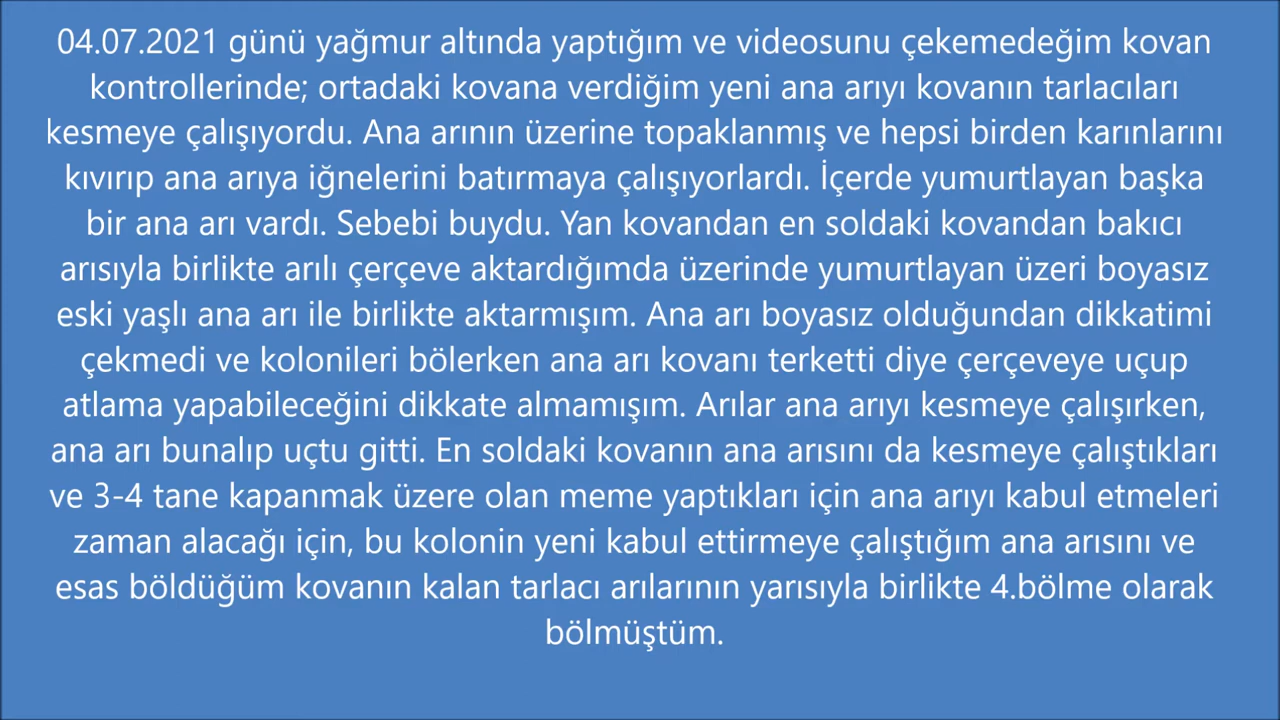 04.07.2021 günü yağmur altında yaptığım ve videosunu çekemedeğim kovan
kontrollerinde; ortadaki kovana verdiğim yeni ana arıyı kovanın tarlacıları
kesmeye çalışıyordu. Ana arının üzerine topaklanmış ve hepsi birden karınlarını
kıvırıp ana arıya iğnelerini batırmaya çalışıyorlardı. İçerde yumurtlayan başka
bir ana arı vardı. Sebebi buydu. Yan kovandan en soldaki kovandan bakıcı
arısıyla birlikte arılı çerçeve aktardığımda üzerinde yumurtlayan üzeri boyasız
eski yaşlı ana arı ile birlikte aktarmışım. Ana arı boyasız olduğundan dikkatimi
çekmedi ve kolonileri bölerken ana arı kovanı terketti diye çerçeveye uçup
atlama yapabileceğini dikkate almamışım. Arılar ana arıyı kesmeye çalışırken,
ana arı bunalıp uçtu gitti. En soldaki kovanın ana arısını da kesmeye çalıştıkları
ve 3-4 tane kapanmak üzere olan meme yaptıkları için ana arıyı kabul etmeleri
zaman alacağı için, bu kolonin yeni kabul ettirmeye çalıştığım ana arısını ve
esas böldüğüm kovanın kalan tarlacı arılarının yarısıyla birlikte 4.bölme olarak
bölmüştüm.